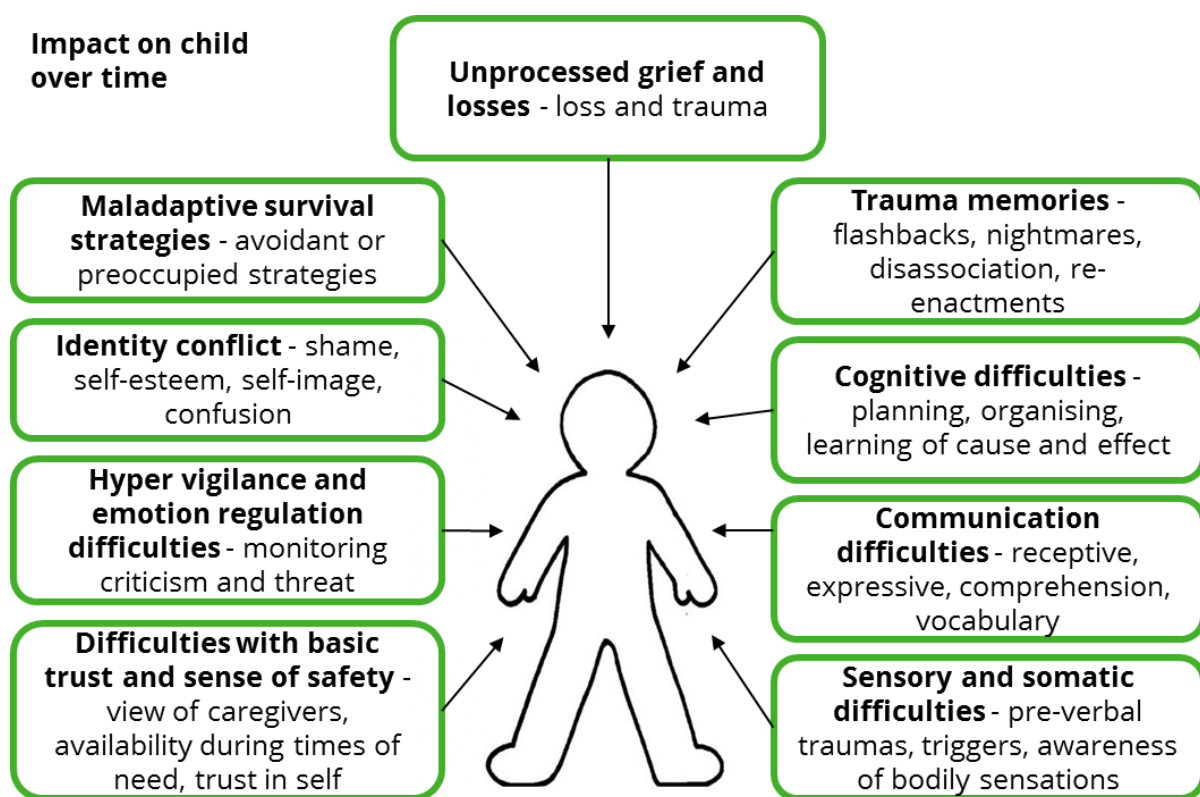 Impact on child
over time
Unprocessed grief and
losses - loss and trauma
Maladaptive survival
strategies - avoidant or
preoccupied strategies
Identity conflict - shame,
self-esteem, self-image,
confusion
Hyper vigilance and
emotion regulation
difficulties - monitoring
criticism and threat
Difficulties with basic
trust and sense of safety -
view of caregivers,
availability during times of
need, trust in self
Trauma memories -
flashbacks, nightmares,
disassociation, re-
enactments
Cognitive difficulties -
planning, organising,
learning of cause and effect
Communication
difficulties - receptive,
expressive, comprehension,
vocabulary
Sensory and somatic
difficulties - pre-verbal
traumas, triggers, awareness
of bodily sensations